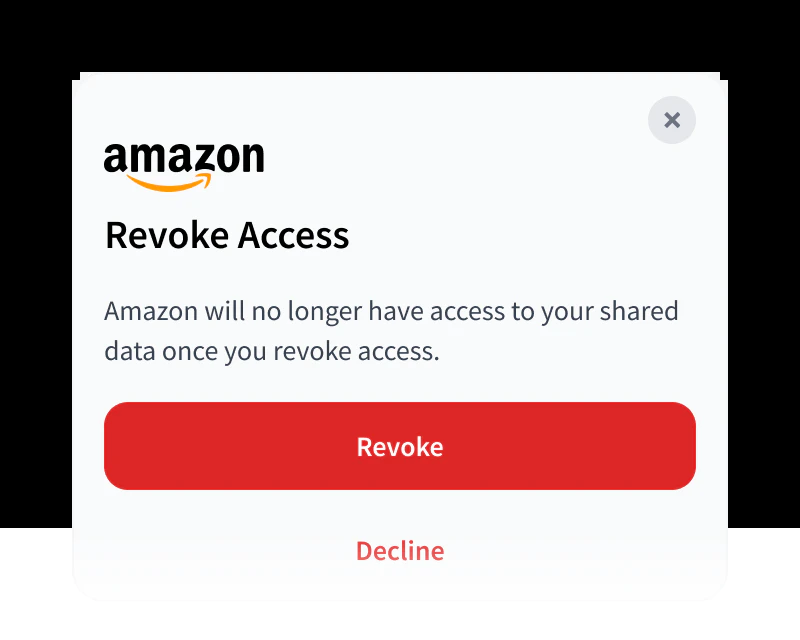 amazon
Revoke Access
Amazon will no longer have access to your shared
data once you revoke access.
Revoke
Decline